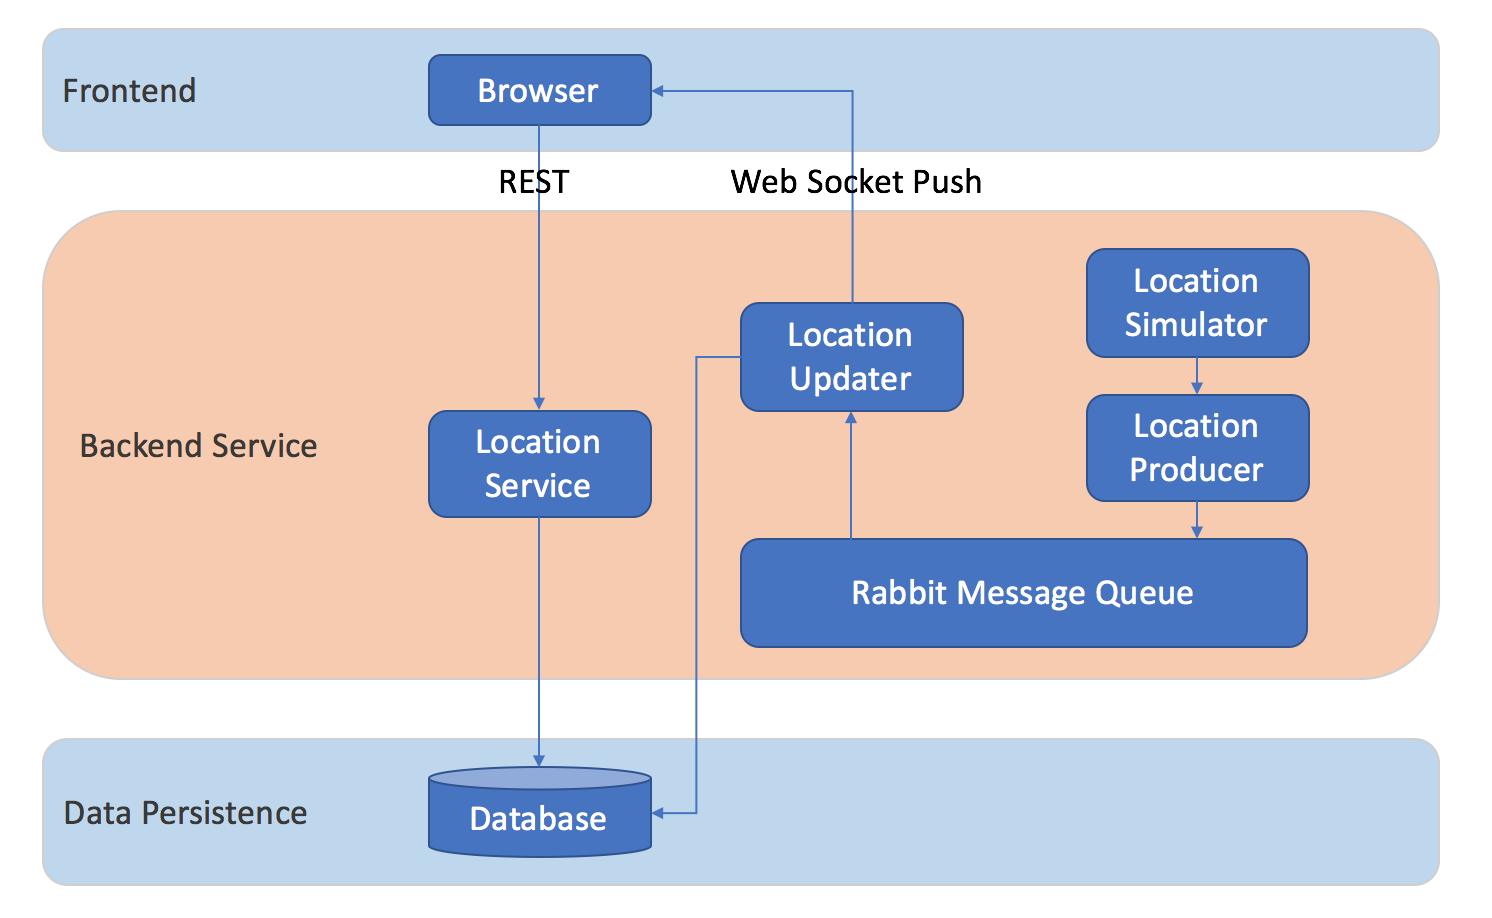 Frontend
Browser
REST
Web Socket Push
Location
Simulator
Location
Updater
Location
Producer
Backend Service
Location
Service
Rabbit Message Queue
Data Persistence
Database